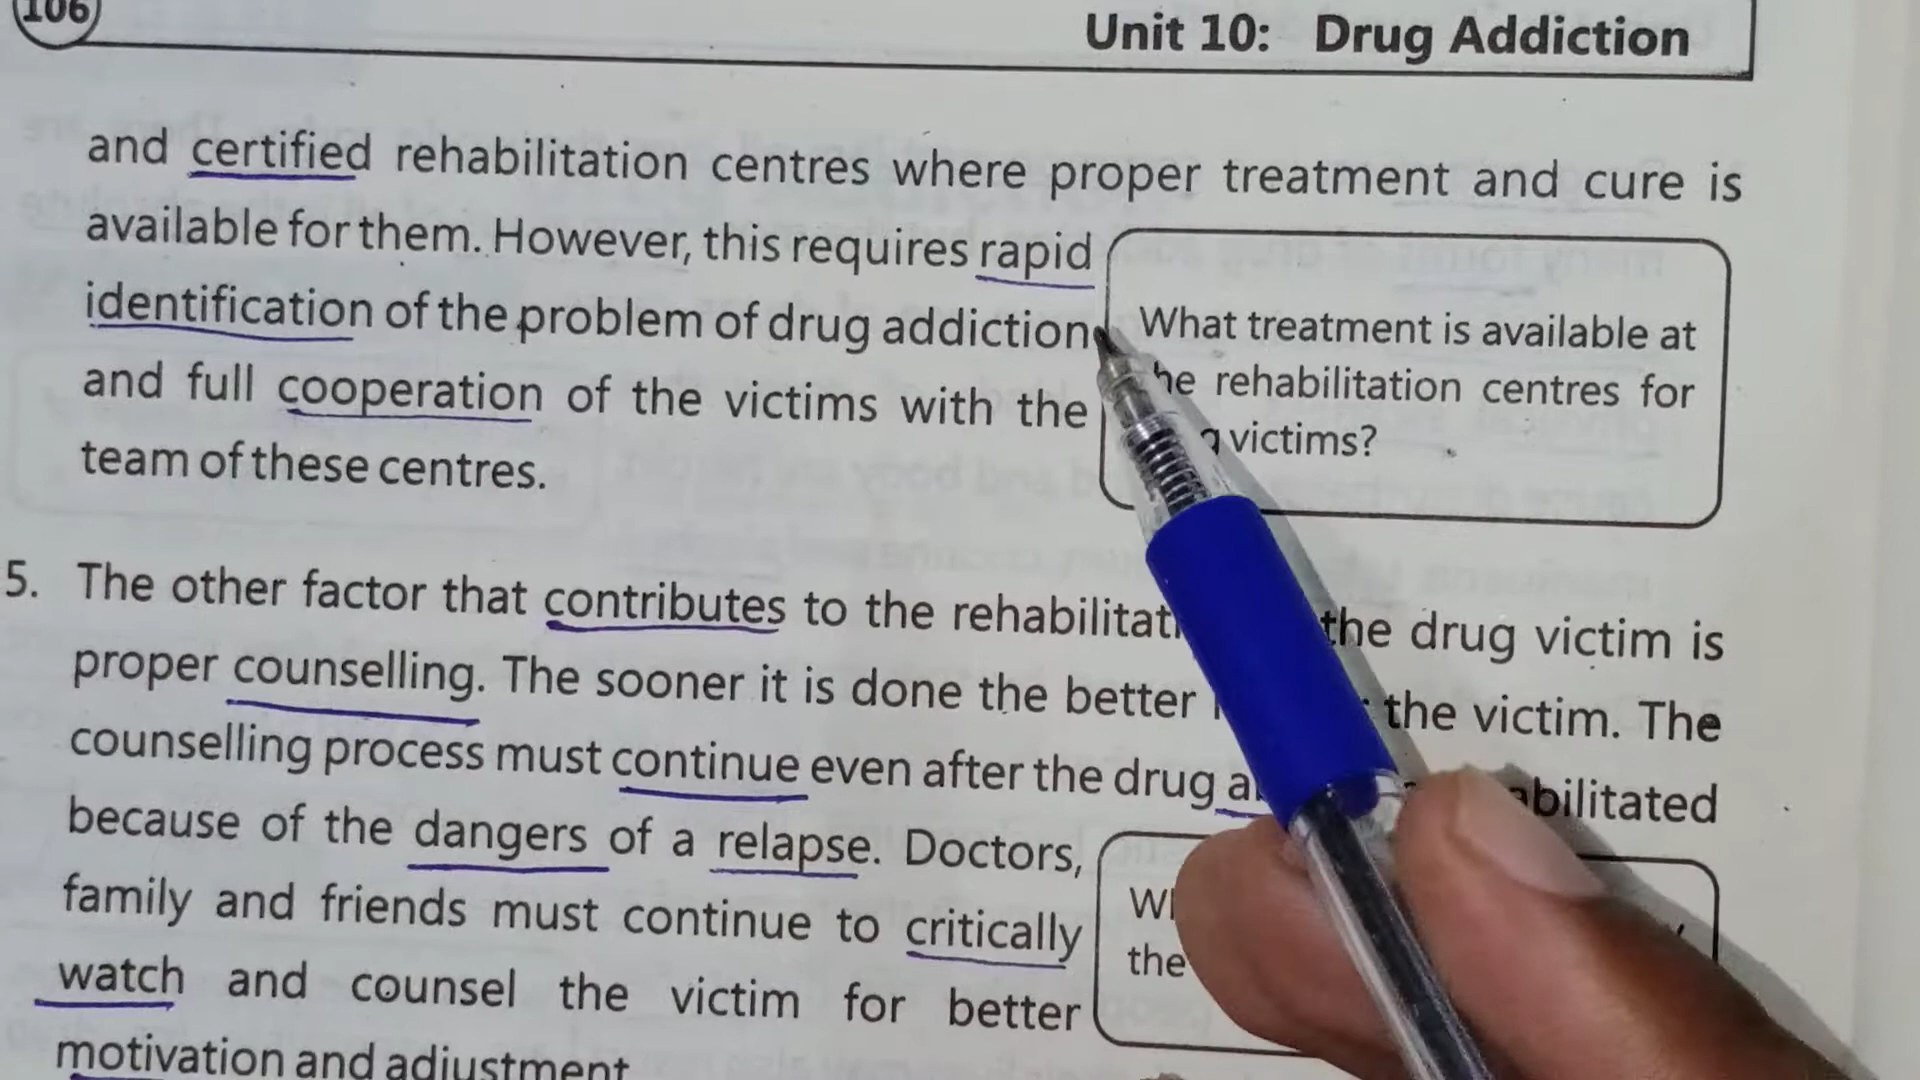 106
Unit 10: Drug Addiction
and certified rehabilitation centres where proper treatment and cure is
available for them. However, this requires rapid
identification of the problem of drug addiction
and full cooperation of the victims with the
team of these centres.
What treatment is available at
he rehabilitation centres for
victims?
5. The other factor that contributes to the rehabilitati the drug victim is
proper counselling. The sooner it is done the better the victim. The
counselling process must continue even after the drug a abilitated
because of the dangers of a relapse. Doctors,
family and friends must continue to critically
watch and counsel the victim for better
motivation and adjustment
the